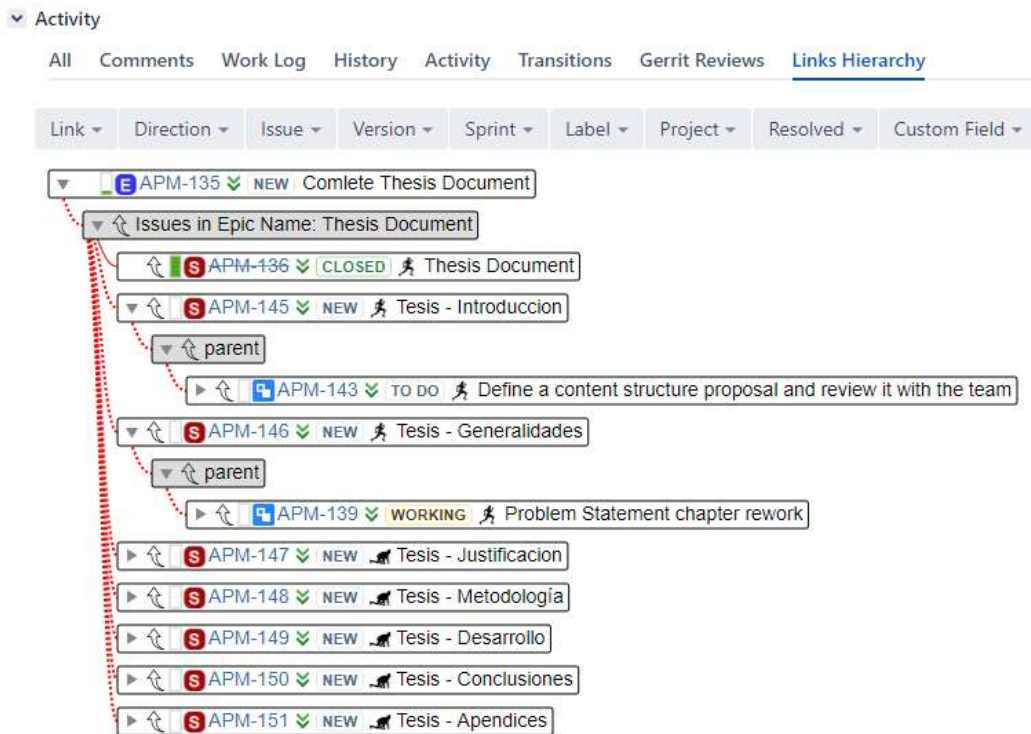 Activity
All Comments Work Log History Activity Transitions Gerrit Reviews Links Hierarchy
Link Direction Issue Version Sprint Label Project Resolved Custom Field
E APM-135 NEW Comlete Thesis Document
Issues in Epic Name: Thesis Document
S APM-136 CLOSED Thesis Document
S APM-145 NEW Tesis - Introduccion
parent
APM-143 TO DO Define a content structure proposal and review it with the team
S APM-146 NEW Tesis - Generalidades
parent
APM-139 WORKING Problem Statement chapter rework
S APM-147 NEW Tesis - Justificacion
S APM-148 NEW Tesis - Metodología
S APM-149 NEW Tesis - Desarrollo
S APM-150 NEW Tesis - Conclusiones
S APM-151 NEW Tesis - Apendices